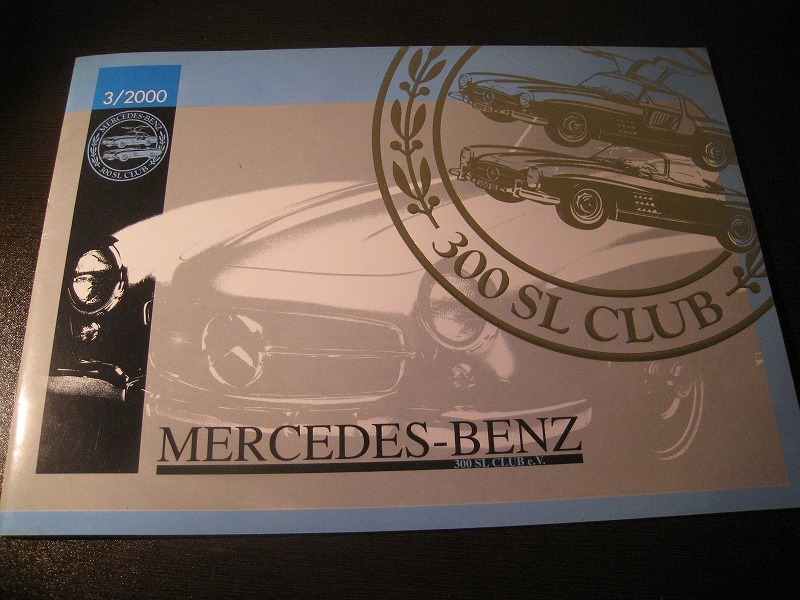 3/2000
MERCEDES-BENZ
300 SL CLUB
300 SL CLUB
MERCEDES-BENZ
300 SL CLUB e.V.